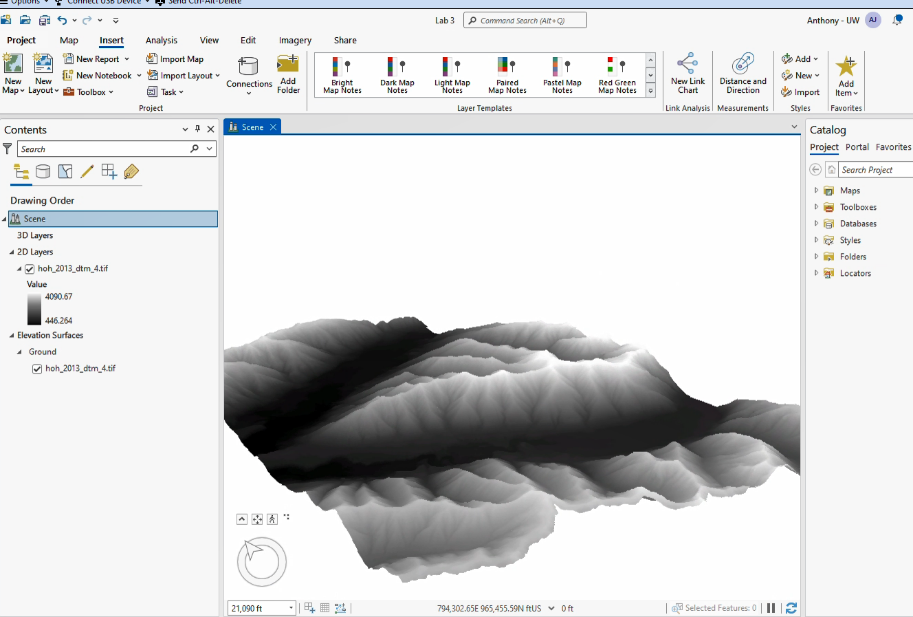 Options Connect USB Device Send Ctrl-Alt-Delete
Lab 3 Command Search (Alt+Q) Anthony - UW AJ
Project Map Insert Analysis View Edit Imagery Share
New Map New Layout
New Report
New Notebook
Toolbox
Import Map
Import Layout
Task
Project
Connections
Add Folder
Bright Map Notes
Dark Map Notes
Light Map Notes
Paired Map Notes
Pastel Map Notes
Red Green Map Notes
Layer Templates
New Link Chart
Link Analysis
Distance and Direction
Measurements
Add
New
Import
Styles
Add Item
Favorites
Contents
Search
Drawing Order
Scene
3D Layers
2D Layers
hoh_2013_dtm_4.tif
Value
4090.67
446.264
Elevation Surfaces
Ground
hoh_2013_dtm_4.tif
Scene
21,090 ft
794,302.65E 965,455.59N ftUS
0 ft
Selected Features: 0
Catalog
Project Portal Favorites
Search Project
Maps
Toolboxes
Databases
Styles
Folders
Locators